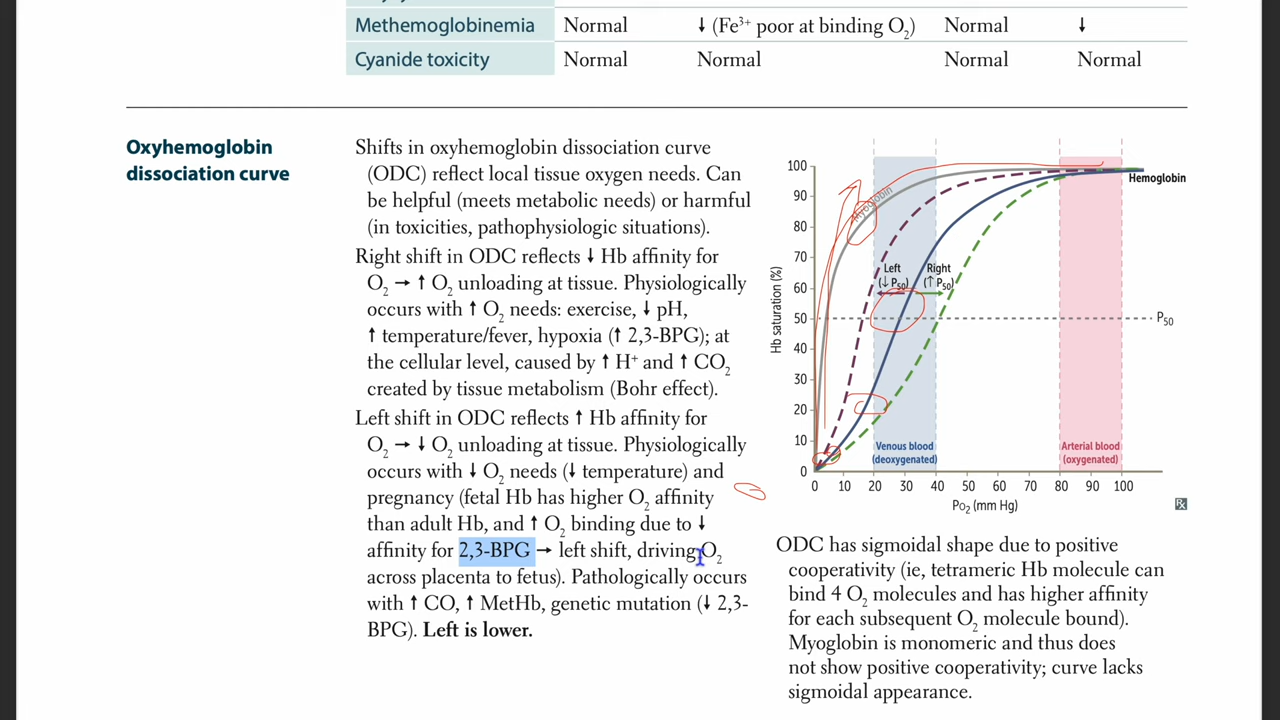 Methemoglobinemia Normal ↓ (Fe³⁺ poor at binding O₂) Normal ↓
Cyanide toxicity Normal Normal Normal Normal
Oxyhemoglobin
dissociation curve
Shifts in oxyhemoglobin dissociation curve
(ODC) reflect local tissue oxygen needs. Can
be helpful (meets metabolic needs) or harmful
(in toxicities, pathophysiologic situations).
Right shift in ODC reflects ↓ Hb affinity for
O₂ → ↑ O₂ unloading at tissue. Physiologically
occurs with ↑ O₂ needs: exercise, ↓ pH,
↑ temperature/fever, hypoxia (↑ 2,3-BPG); at
the cellular level, caused by ↑ H⁺ and ↑ CO₂
created by tissue metabolism (Bohr effect).
Left shift in ODC reflects ↑ Hb affinity for
O₂ → ↓ O₂ unloading at tissue. Physiologically
occurs with ↓ O₂ needs (↓ temperature) and
pregnancy (fetal Hb has higher O₂ affinity
than adult Hb, and ↑ O₂ binding due to ↓
affinity for 2,3-BPG → left shift, driving O₂
across placenta to fetus). Pathologically occurs
with ↑ CO, ↑ MetHb, genetic mutation (↓ 2,3-
BPG). Left is lower.
Hb saturation (%)
100
90
80
70
60
50
40
30
20
10
0
Myoglobin
Hemoglobin
Left
(↓ P₅₀)
Right
(↑ P₅₀)
P₅₀
Venous blood
(deoxygenated)
Arterial blood
(oxygenated)
0 10 20 30 40 50 60 70 80 90 100
PO₂ (mm Hg)
Rx
ODC has sigmoidal shape due to positive
cooperativity (ie, tetrameric Hb molecule can
bind 4 O₂ molecules and has higher affinity
for each subsequent O₂ molecule bound).
Myoglobin is monomeric and thus does
not show positive cooperativity; curve lacks
sigmoidal appearance.